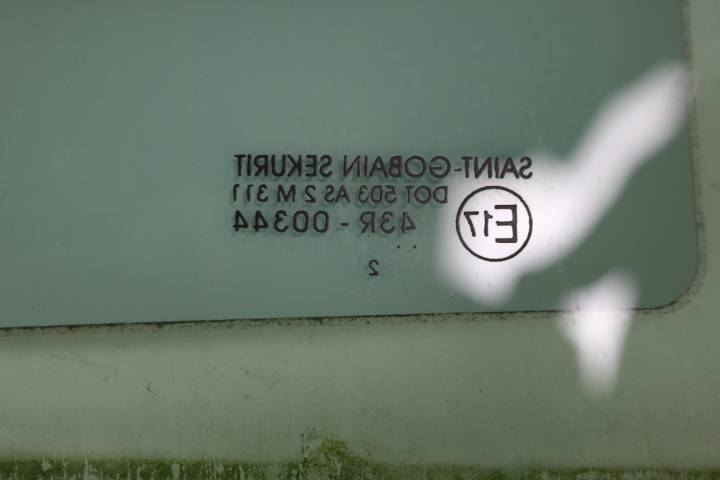 SAINT-GOBAIN SEKURIT
DOT 503 AS 2 M 311
E17 43R - 00344
2